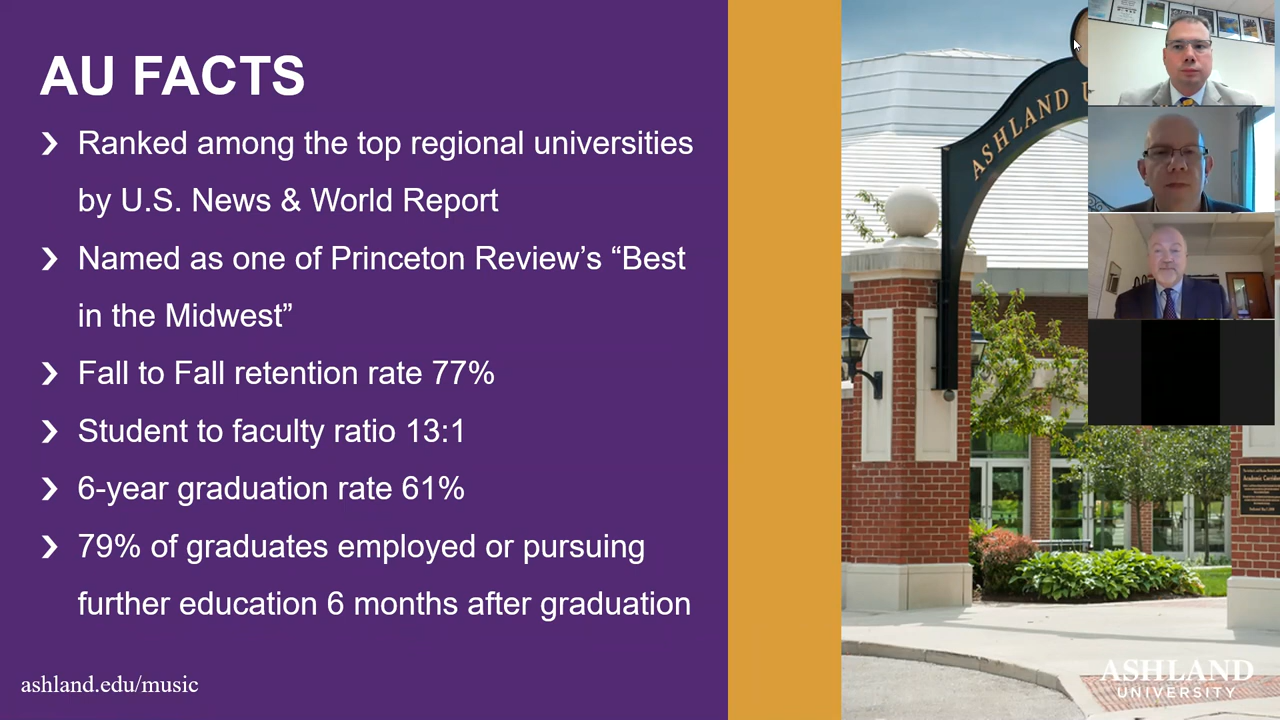 AU FACTS
❯ Ranked among the top regional universities
by U.S. News & World Report
❯ Named as one of Princeton Review’s “Best
in the Midwest”
❯ Fall to Fall retention rate 77%
❯ Student to faculty ratio 13:1
❯ 6-year graduation rate 61%
❯ 79% of graduates employed or pursuing
further education 6 months after graduation
ashland.edu/music
ASHLAND U
Academic Corridor
ASHLAND
UNIVERSITY